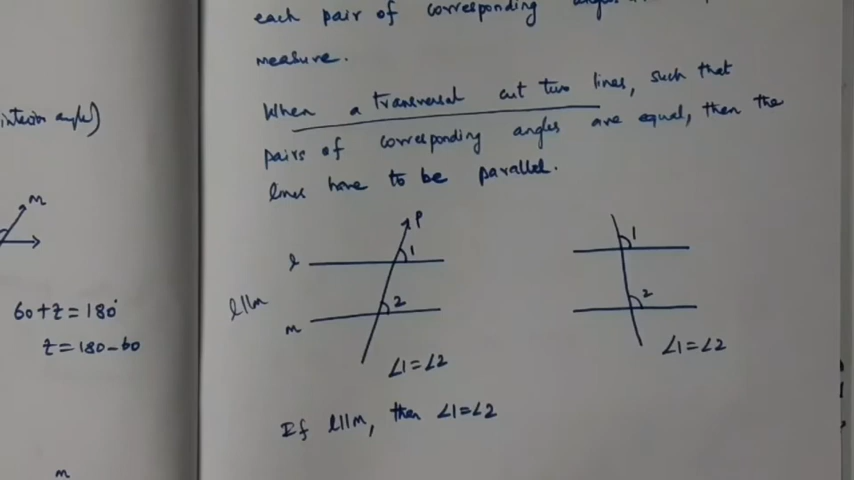 each pair of corresponding
measure.
When a transversal cut two lines, such that
pairs of corresponding angles are equal, then the
lines have to be parallel.
l
m
P
1
2
l||m
∠1=∠2
1
2
∠1=∠2
If l||m, then ∠1=∠2
interior angles)
M
60+z=180°
z=180-60
m